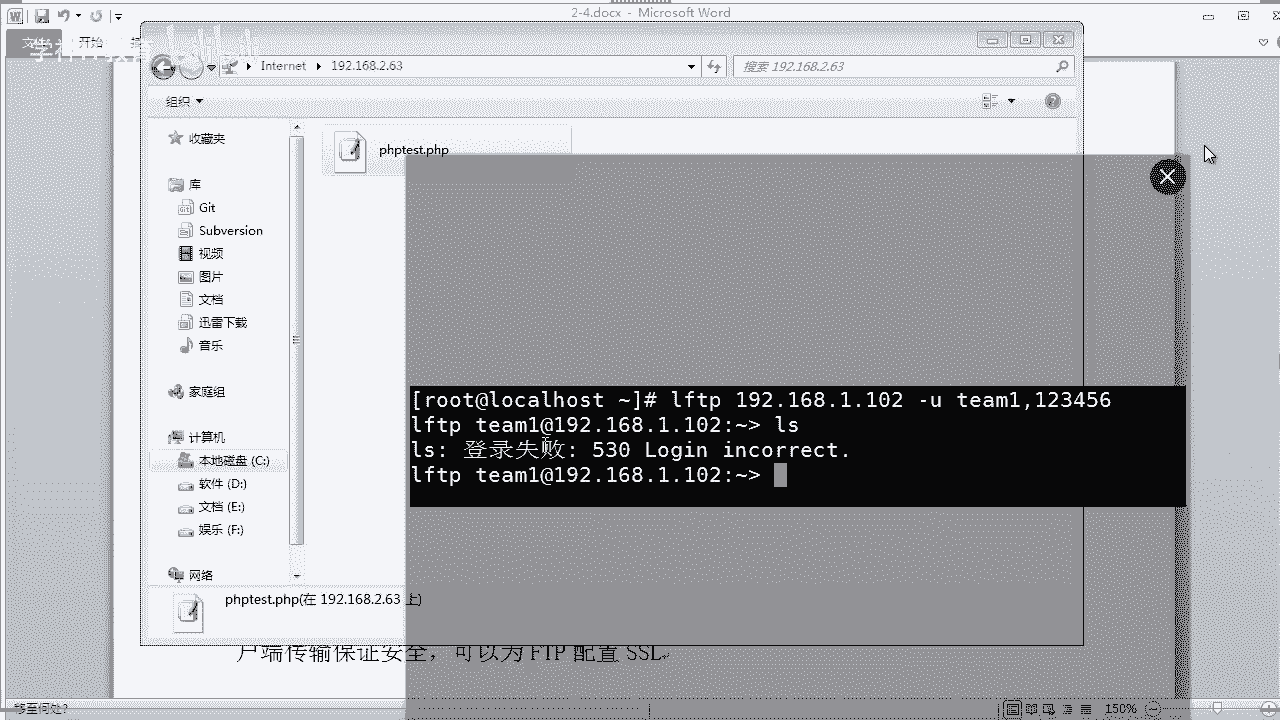 2-4.docx - Microsoft Word
开始
Internet
192.168.2.63
搜索 192.168.2.63
组织
收藏夹
phptest.php
库
Git
Subversion
视频
图片
文档
迅雷下载
音乐
家庭组
计算机
本地磁盘 (C:)
软件 (D:)
文档 (E:)
娱乐 (F:)
网络
phptest.php(在 192.168.2.63 上)
[root@localhost ~]# lftp 192.168.1.102 -u team1,123456
lftp team1@192.168.1.102:~> ls
ls: 登录失败: 530 Login incorrect.
lftp team1@192.168.1.102:~>
户端传输保证安全，可以为 FTP 配置 SSL。
150%